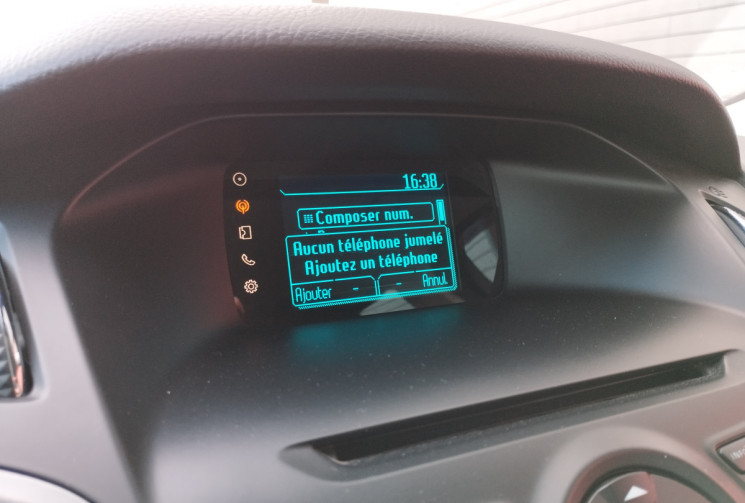 16:38
Composer num.
Aucun téléphone jumelé
Ajoutez un téléphone
Ajouter - - Annul.